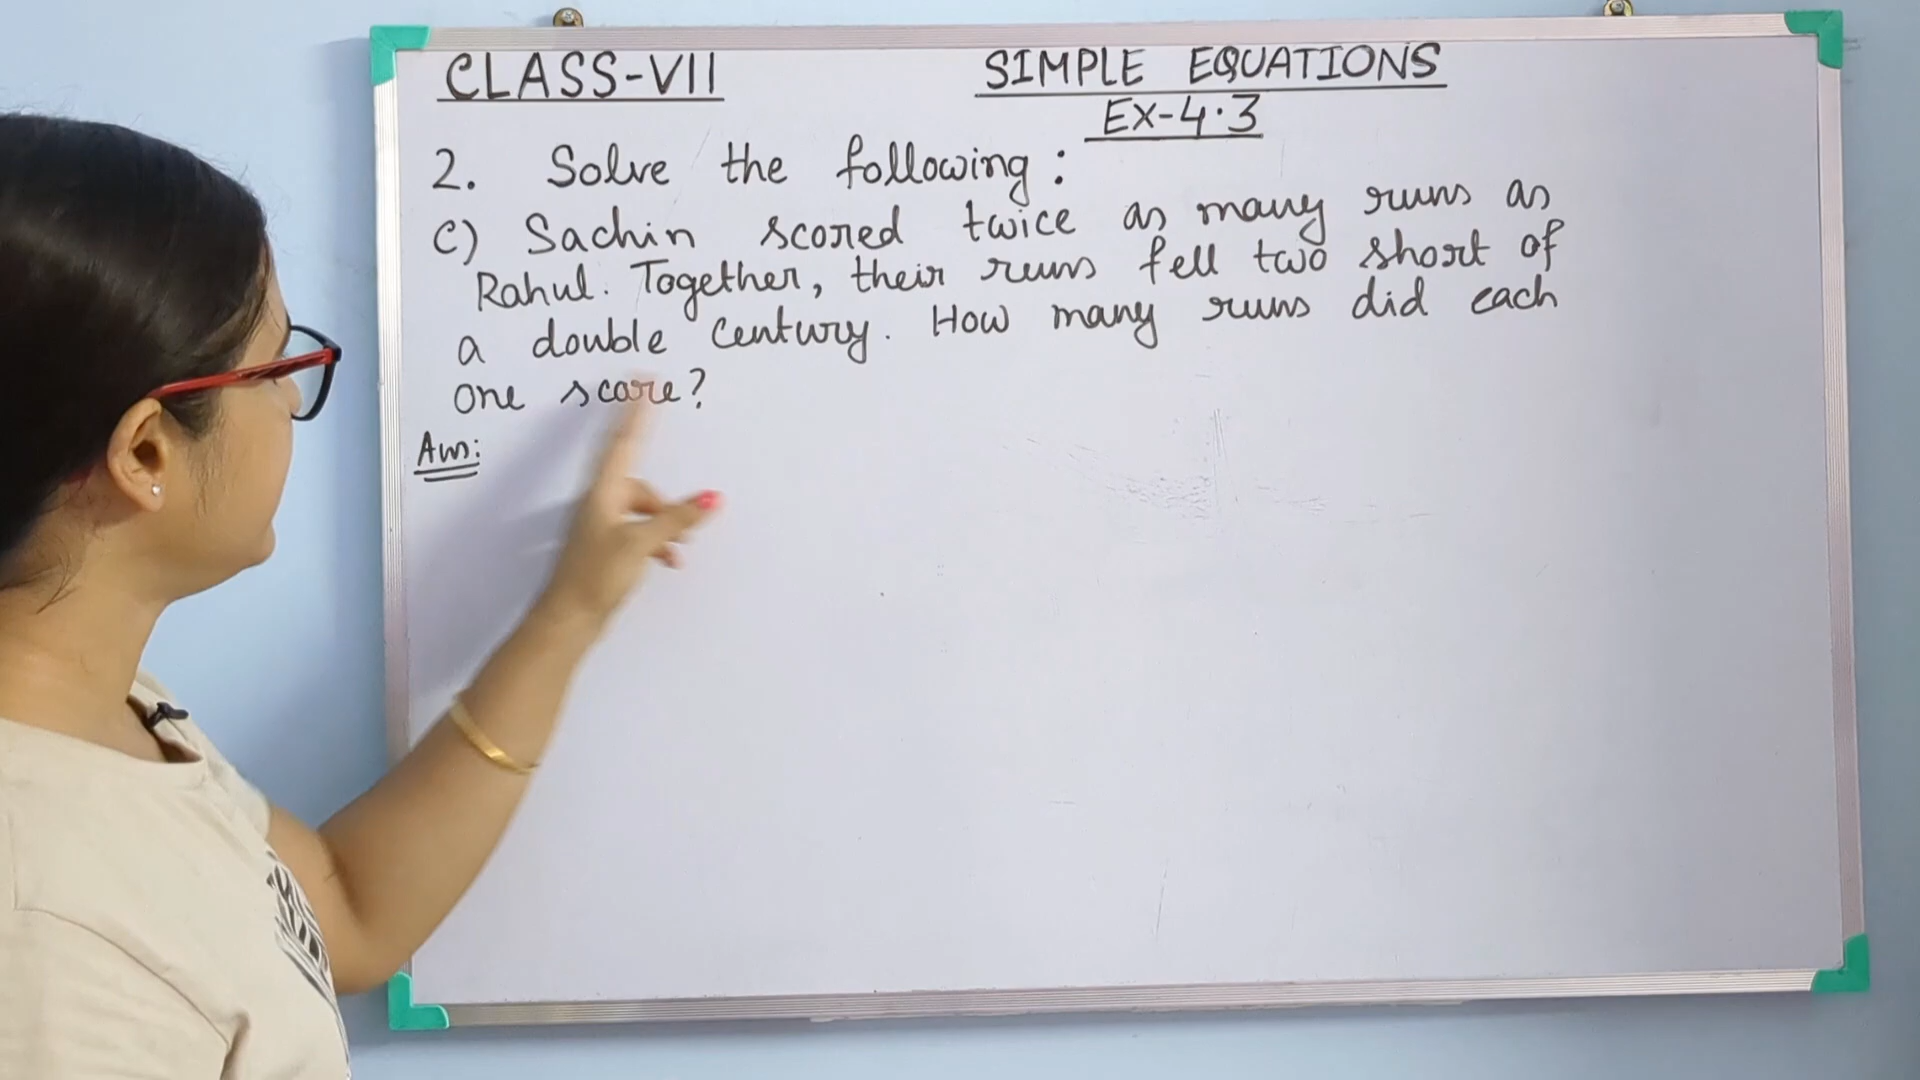 CLASS-VII
SIMPLE EQUATIONS
EX-4.3
2. Solve the following :
C) Sachin scored twice as many runs as
Rahul. Together, their runs fell two short of
a double century. How many runs did each
one score?
Ans: